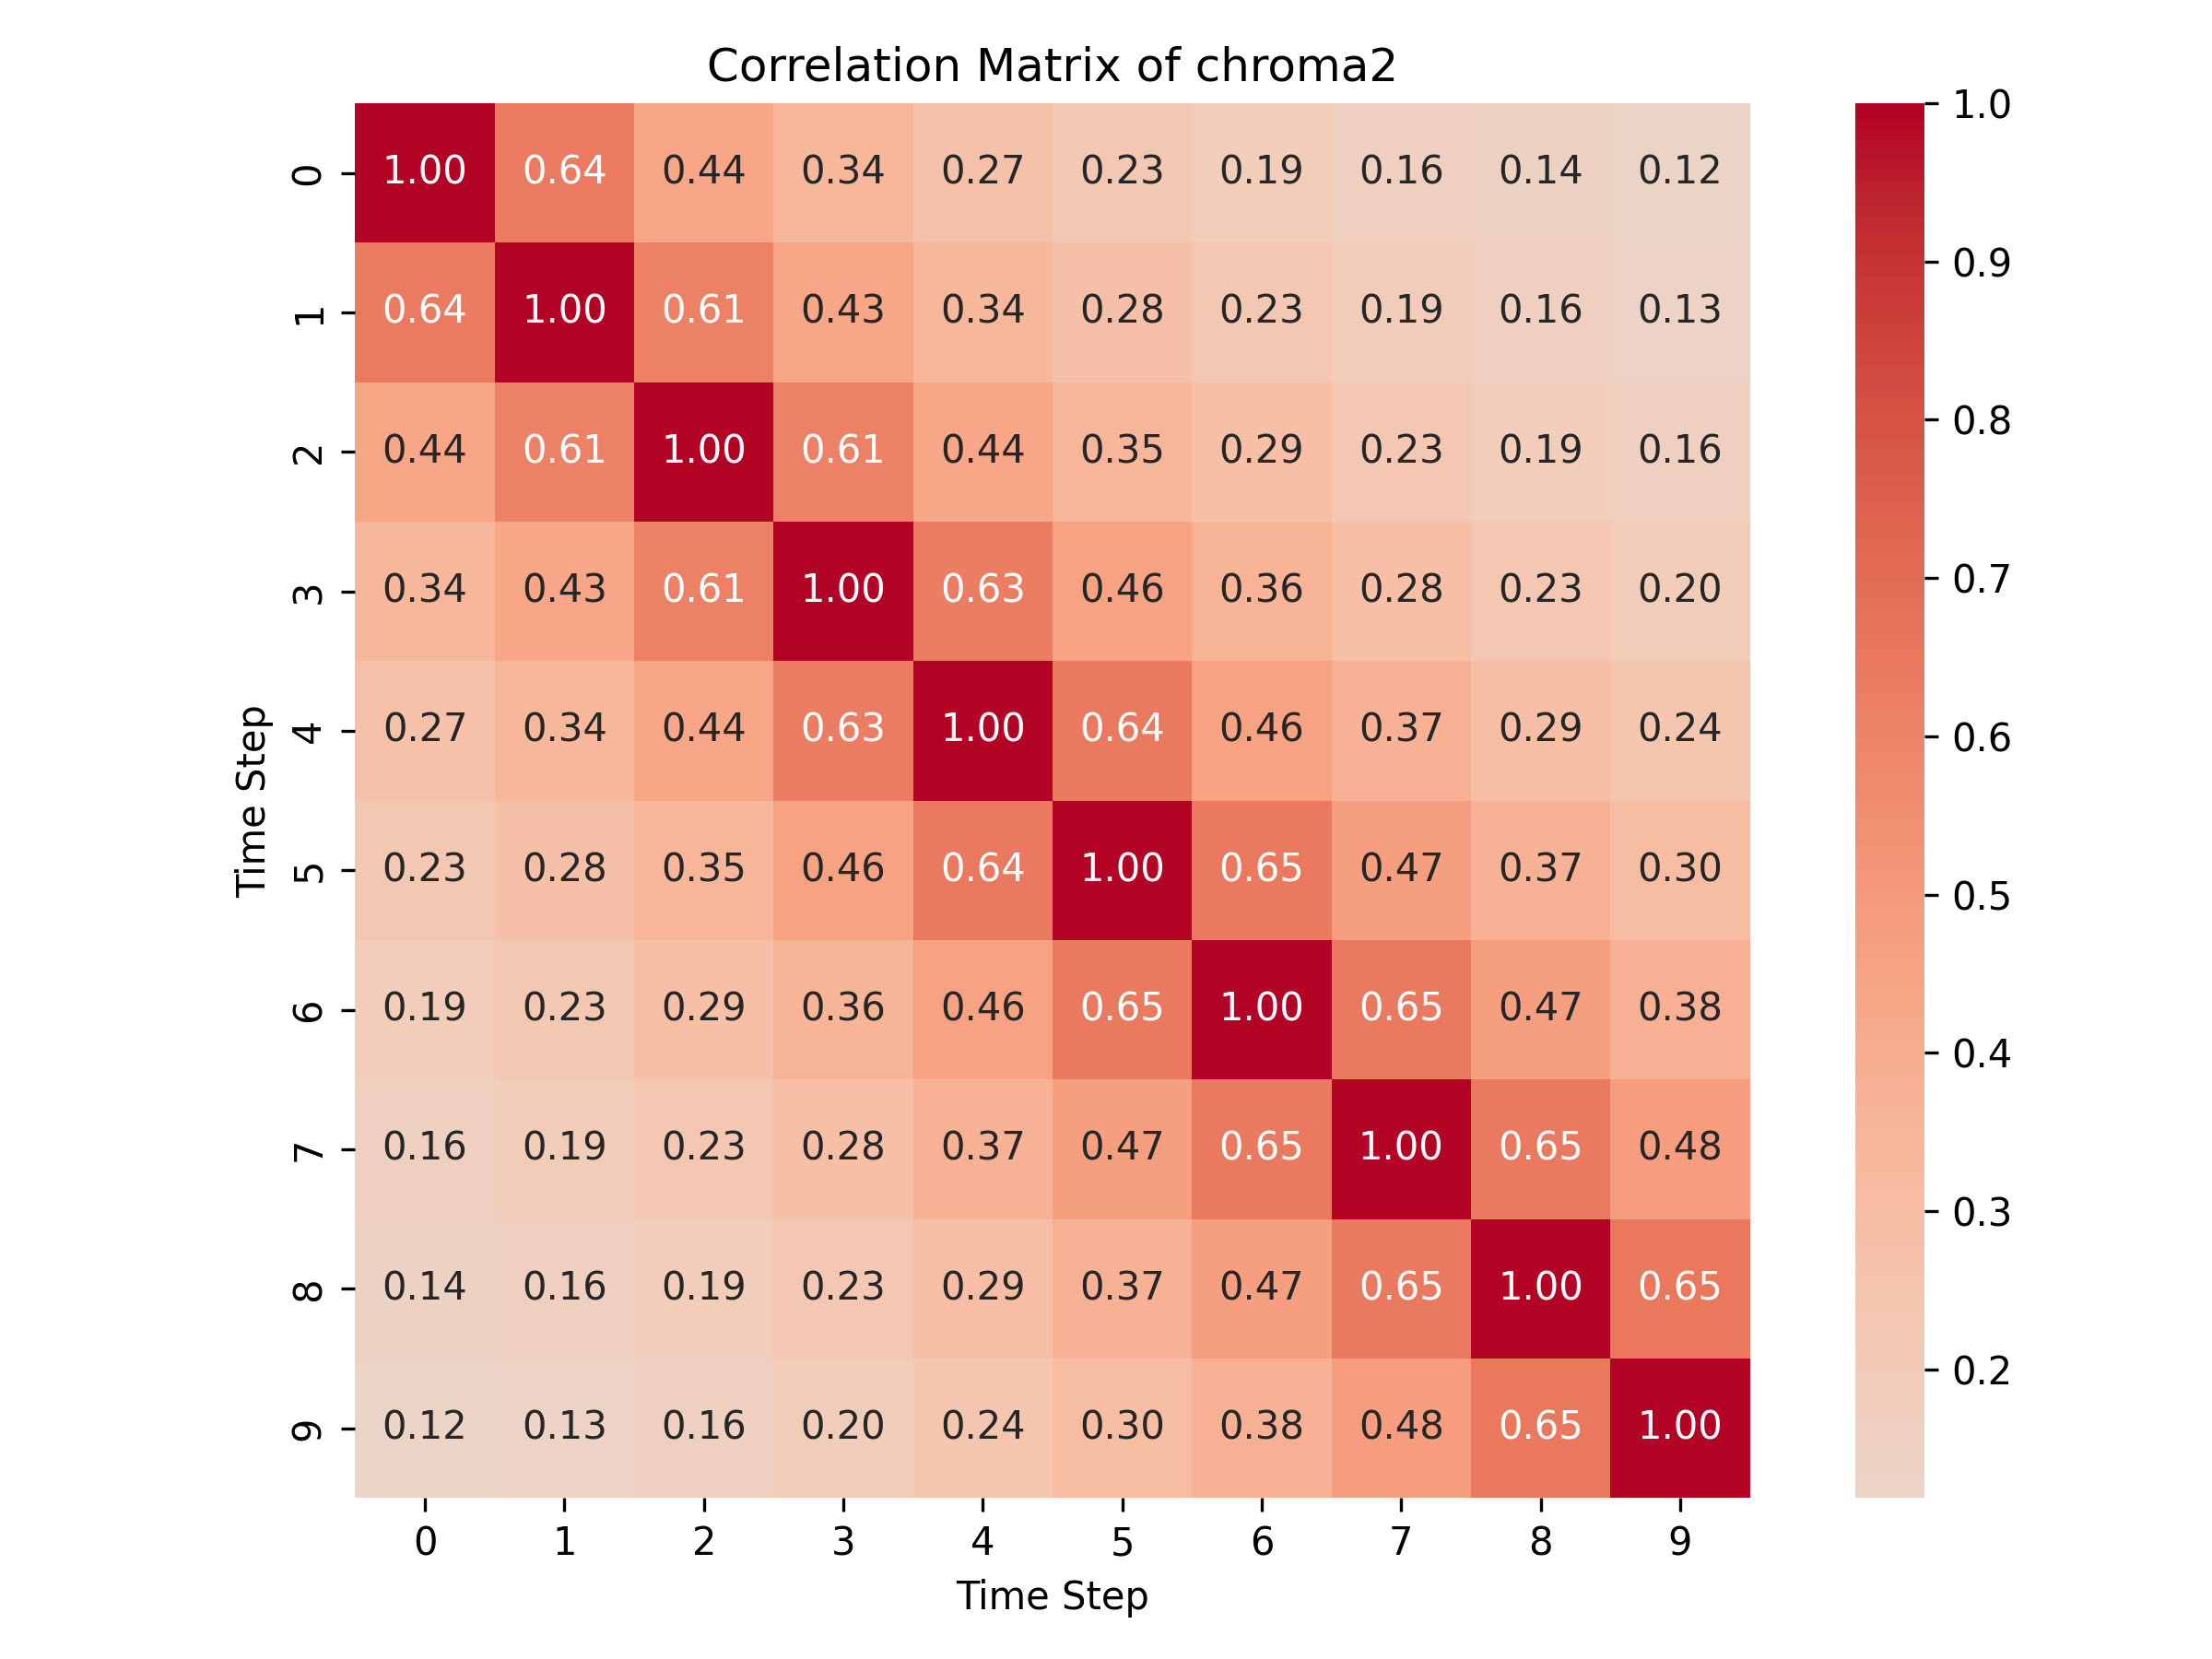 Correlation Matrix of chroma2
1.0
0 1.00 0.64 0.44 0.34 0.27 0.23 0.19 0.16 0.14 0.12
0.9
1 0.64 1.00 0.61 0.43 0.34 0.28 0.23 0.19 0.16 0.13
0.8
2 0.44 0.61 1.00 0.61 0.44 0.35 0.29 0.23 0.19 0.16
0.7
3 0.34 0.43 0.61 1.00 0.63 0.46 0.36 0.28 0.23 0.20
0.6
4 0.27 0.34 0.44 0.63 1.00 0.64 0.46 0.37 0.29 0.24
Time Step
5 0.23 0.28 0.35 0.46 0.64 1.00 0.65 0.47 0.37 0.30
0.5
6 0.19 0.23 0.29 0.36 0.46 0.65 1.00 0.65 0.47 0.38
0.4
7 0.16 0.19 0.23 0.28 0.37 0.47 0.65 1.00 0.65 0.48
0.3
8 0.14 0.16 0.19 0.23 0.29 0.37 0.47 0.65 1.00 0.65
0.2
9 0.12 0.13 0.16 0.20 0.24 0.30 0.38 0.48 0.65 1.00
0 1 2 3 4 5 6 7 8 9
Time Step